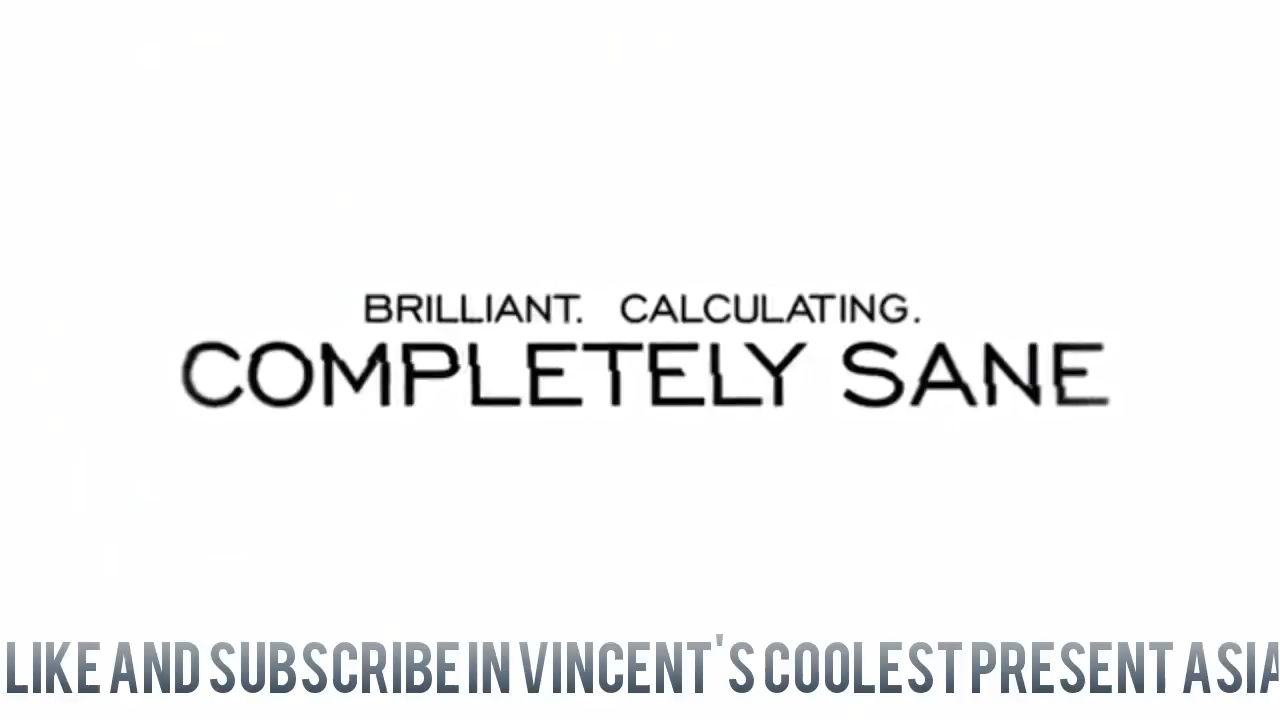 BRILLIANT. CALCULATING.
COMPLETELY SANE
LIKE AND SUBSCRIBE IN VINCENT'S COOLEST PRESENT ASIA